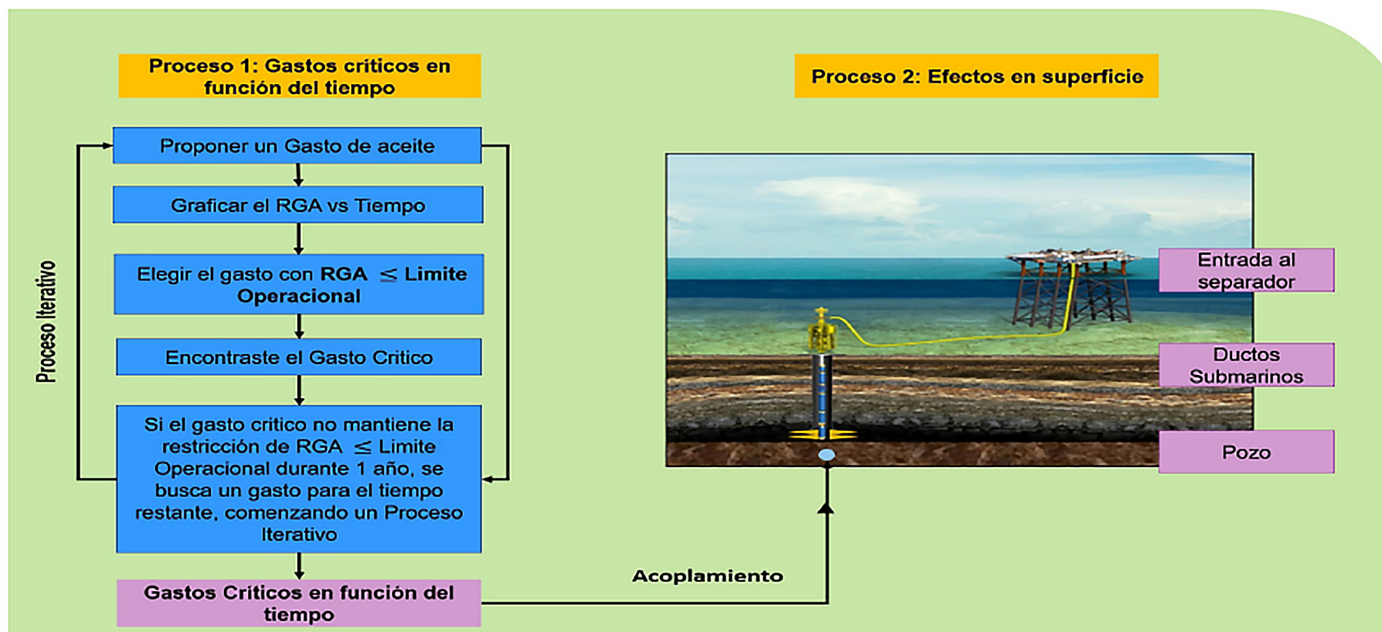 Proceso 1: Gastos críticos en
función del tiempo
Proponer un Gasto de aceite
Graficar el RGA vs Tiempo
Elegir el gasto con RGA ≤ Limite
Operacional
Encontraste el Gasto Critico
Si el gasto critico no mantiene la
restricción de RGA ≤ Limite
Operacional durante 1 año, se
busca un gasto para el tiempo
restante, comenzando un Proceso
Iterativo
Gastos Críticos en función del
tiempo
Proceso Iterativo
Acoplamiento
Proceso 2: Efectos en superficie
Entrada al
separador
Ductos
Submarinos
Pozo